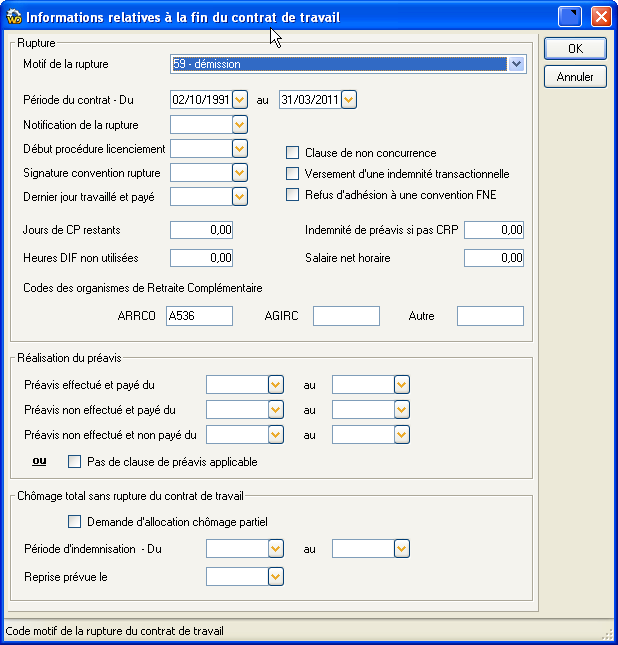 Informations relatives à la fin du contrat de travail
Rupture
OK
Motif de la rupture 59 - démission
Annuler
Période du contrat - Du 02/10/1991 au 31/03/2011
Notification de la rupture
Début procédure licenciement
Clause de non concurrence
Signature convention rupture
Versement d'une indemnité transactionnelle
Dernier jour travaillé et payé
Refus d'adhésion à une convention FNE
Jours de CP restants 0,00 Indemnité de préavis si pas CRP 0,00
Heures DIF non utilisées 0,00 Salaire net horaire 0,00
Codes des organismes de Retraite Complémentaire
ARRCO A536 AGIRC Autre
Réalisation du préavis
Préavis effectué et payé du au
Préavis non effectué et payé du au
Préavis non effectué et non payé du au
ou Pas de clause de préavis applicable
Chômage total sans rupture du contrat de travail
Demande d'allocation chômage partiel
Période d'indemnisation - Du au
Reprise prévue le
Code motif de la rupture du contrat de travail